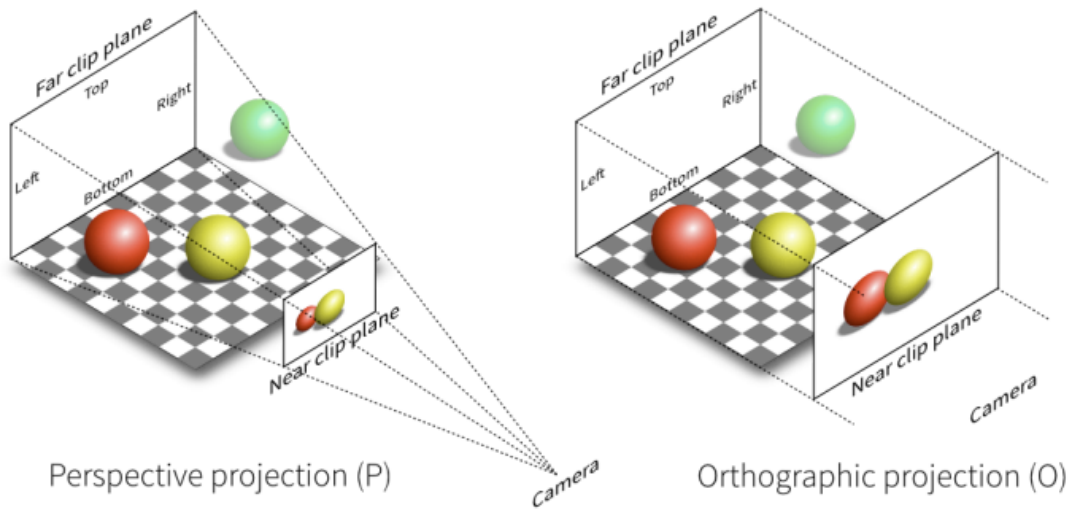 Far clip plane
Top
Right
Left
Bottom
Near clip plane
Camera
Perspective projection (P)
Far clip plane
Top
Right
Left
Bottom
Near clip plane
Camera
Orthographic projection (O)